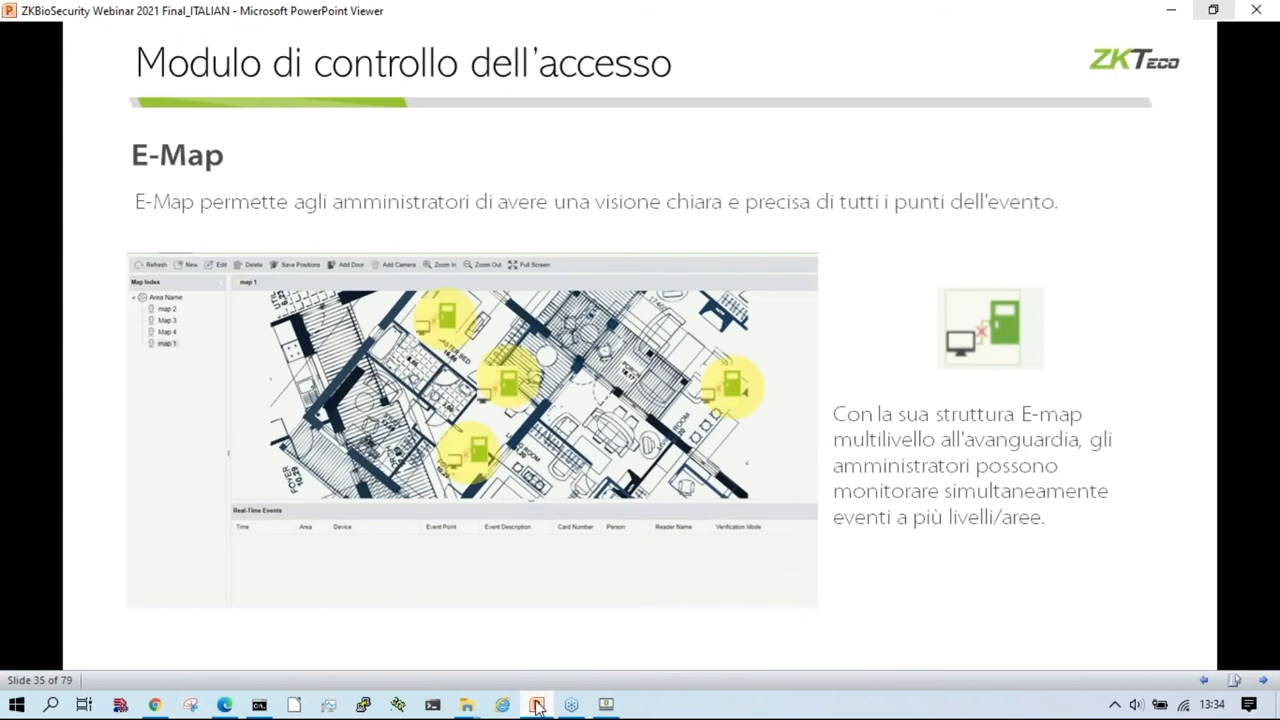 ZKBioSecurity Webinar 2021 Final_ITALIAN - Microsoft PowerPoint Viewer
Modulo di controllo dell'accesso
ZKTeco
E-Map
E-Map permette agli amministratori di avere una visione chiara e precisa di tutti i punti dell'evento.
Refresh New Edit Delete Save Positions Add Door Add Camera Zoom In Zoom Out Full Screen
Map Index
map 1
Area Name
map 2
Map 3
Map 4
map 1
FOYER
10.29
ROOM
Con la sua struttura E-map
multilivello all'avanguardia, gli
amministratori possono
monitorare simultaneamente
eventi a più livelli/aree.
Real-Time Events
Time Area Device Event Point Event Description Card Number Person Reader Name Verification Mode
Slide 35 of 79
13:34